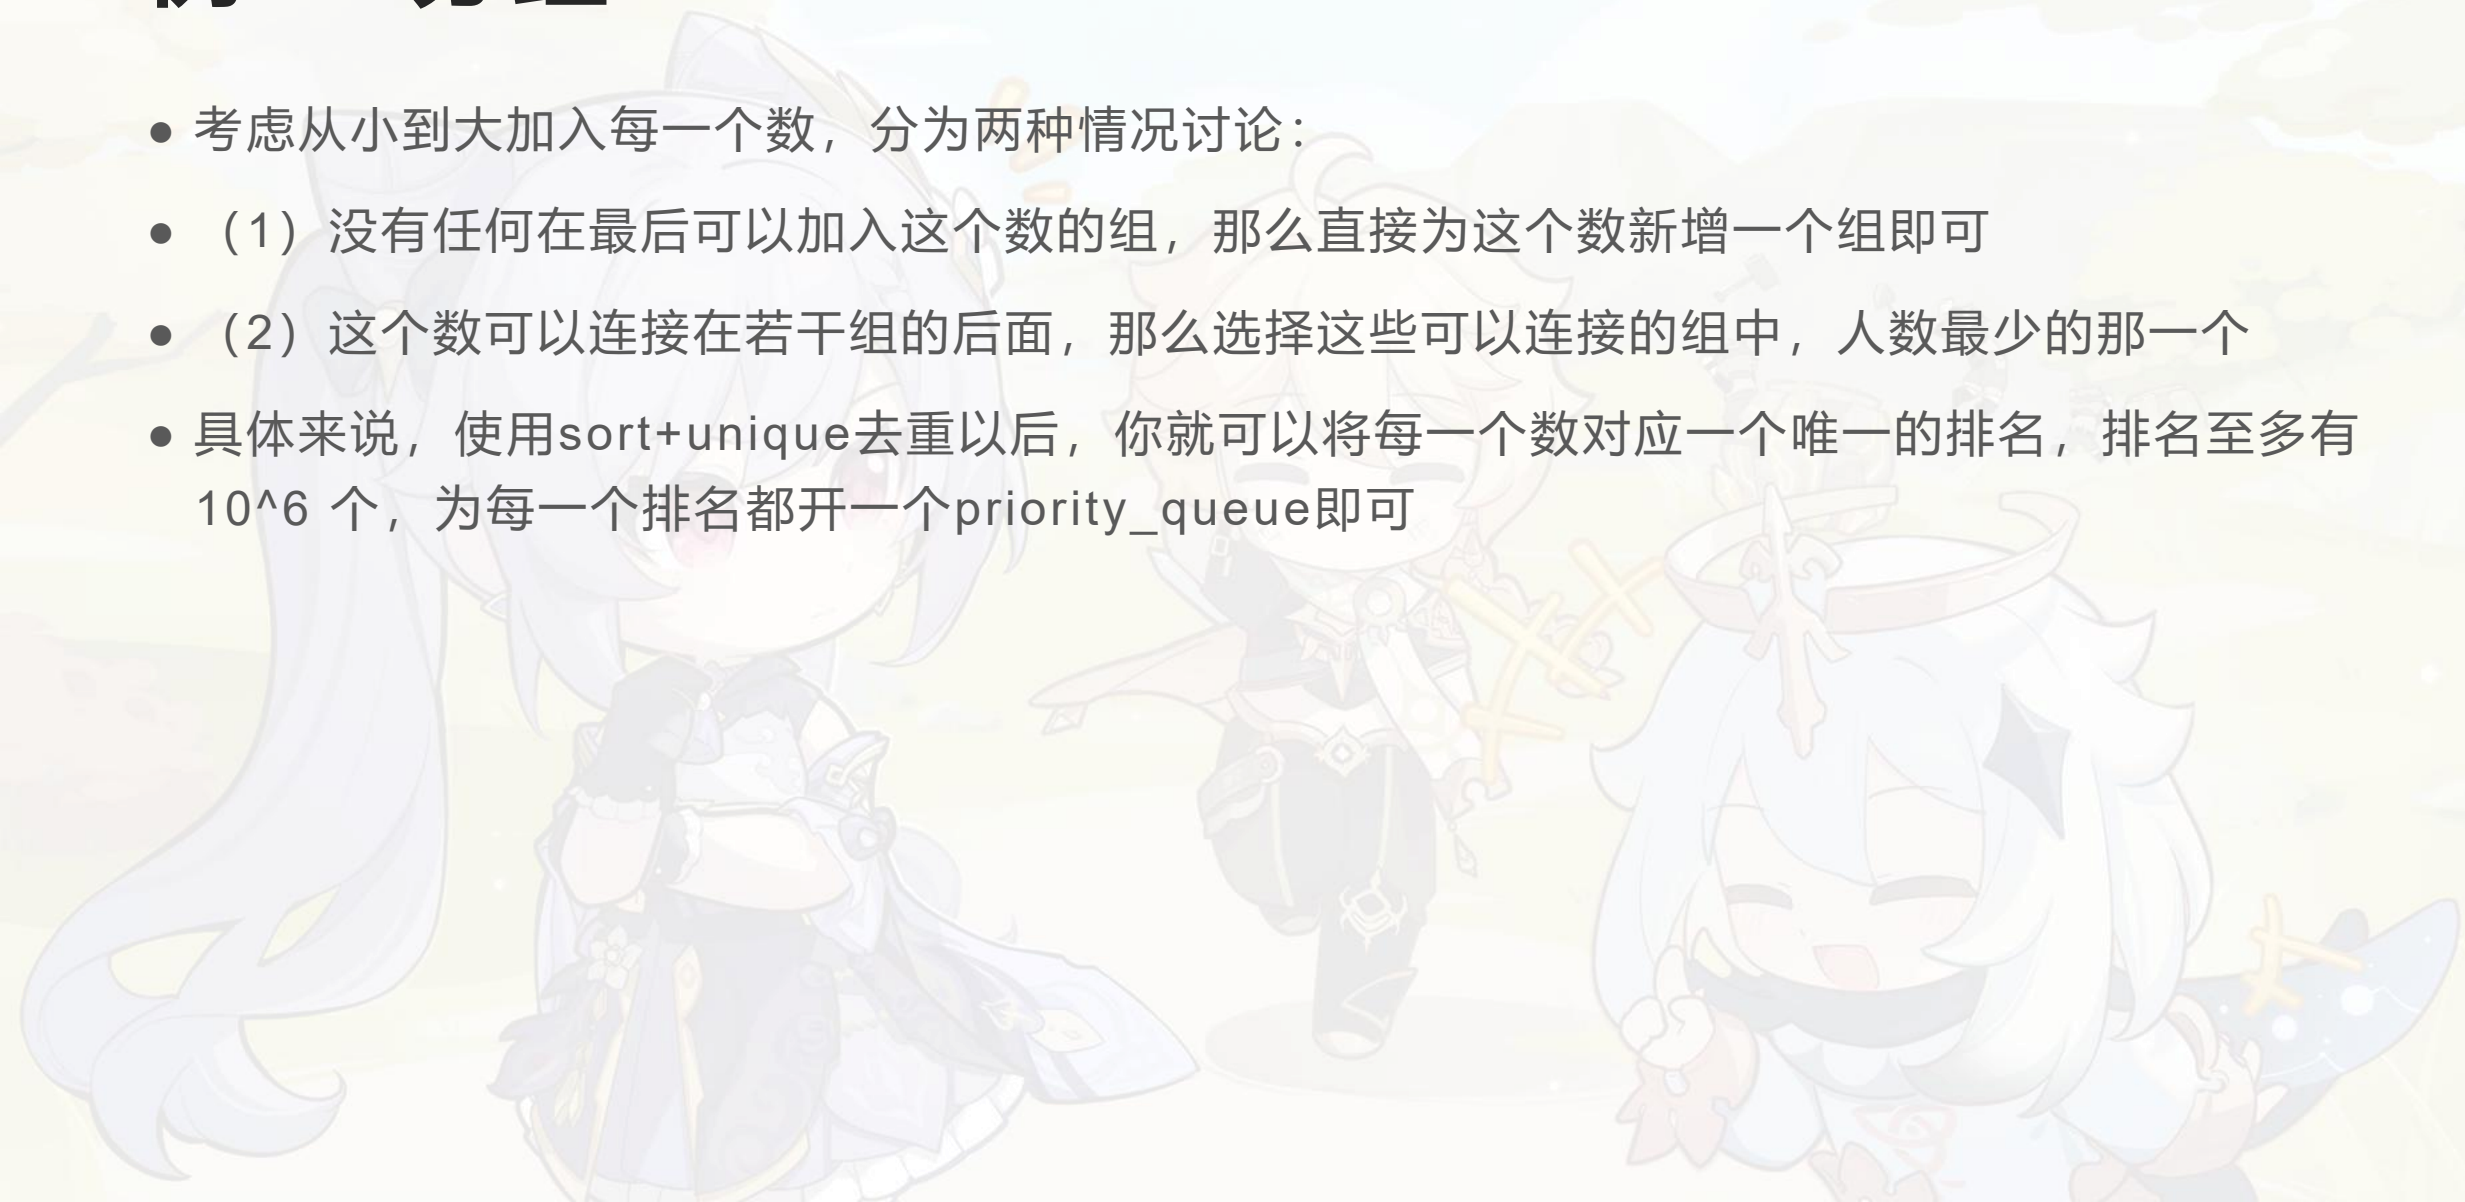 ● 考虑从小到大加入每一个数，分为两种情况讨论：
● （1）没有任何在最后可以加入这个数的组，那么直接为这个数新增一个组即可
● （2）这个数可以连接在若干组的后面，那么选择这些可以连接的组中，人数最少的那一个
● 具体来说，使用sort+unique去重以后，你就可以将每一个数对应一个唯一的排名，排名至多有
10^6 个，为每一个排名都开一个priority_queue即可